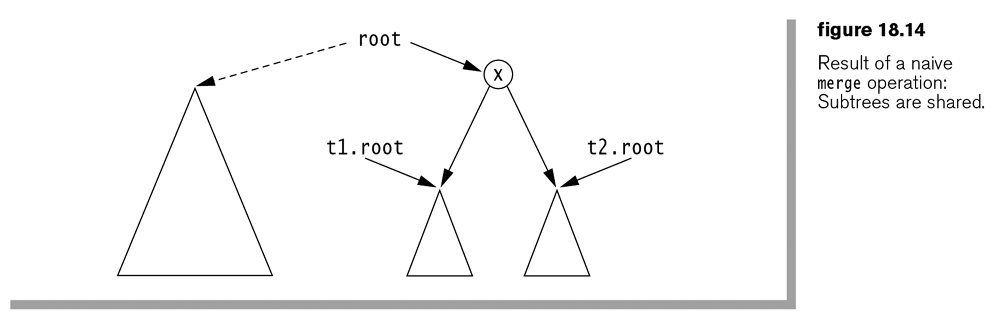 root
X
t1.root
t2.root
figure 18.14
Result of a naive
merge operation:
Subtrees are shared.